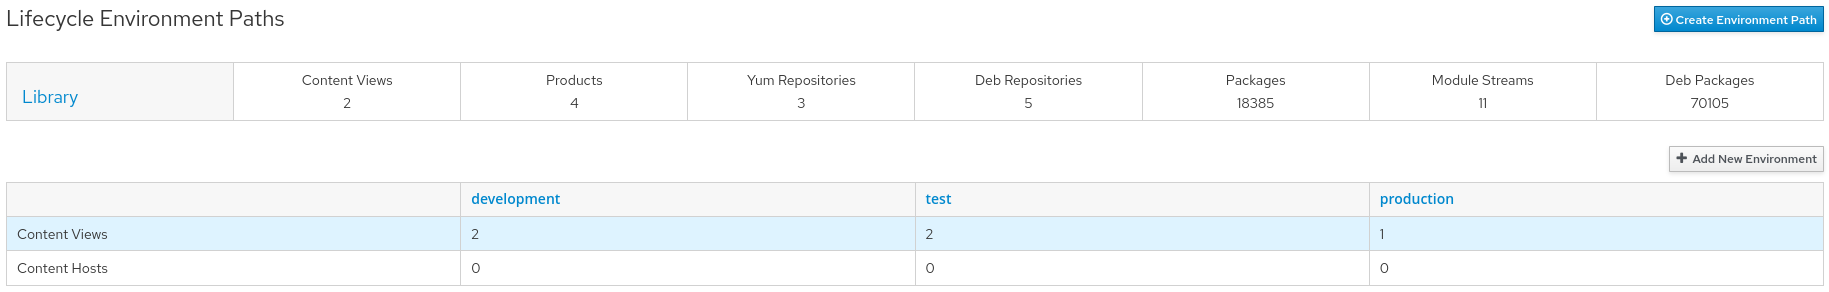 Lifecycle Environment Paths
Create Environment Path
Library
Content Views
2
Products
4
Yum Repositories
3
Deb Repositories
5
Packages
18385
Module Streams
11
Deb Packages
70105
Add New Environment
development test production
Content Views 2 2 1
Content Hosts 0 0 0